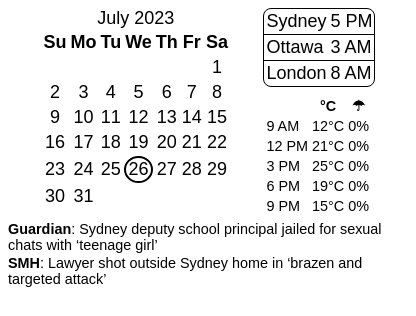 July 2023
Su Mo Tu We Th Fr Sa
1
2 3 4 5 6 7 8
9 10 11 12 13 14 15
16 17 18 19 20 21 22
23 24 25 26 27 28 29
30 31
Sydney 5 PM
Ottawa 3 AM
London 8 AM
°C ☂
9 AM 12°C 0%
12 PM 21°C 0%
3 PM 25°C 0%
6 PM 19°C 0%
9 PM 15°C 0%
Guardian: Sydney deputy school principal jailed for sexual
chats with ‘teenage girl’
SMH: Lawyer shot outside Sydney home in ‘brazen and
targeted attack’